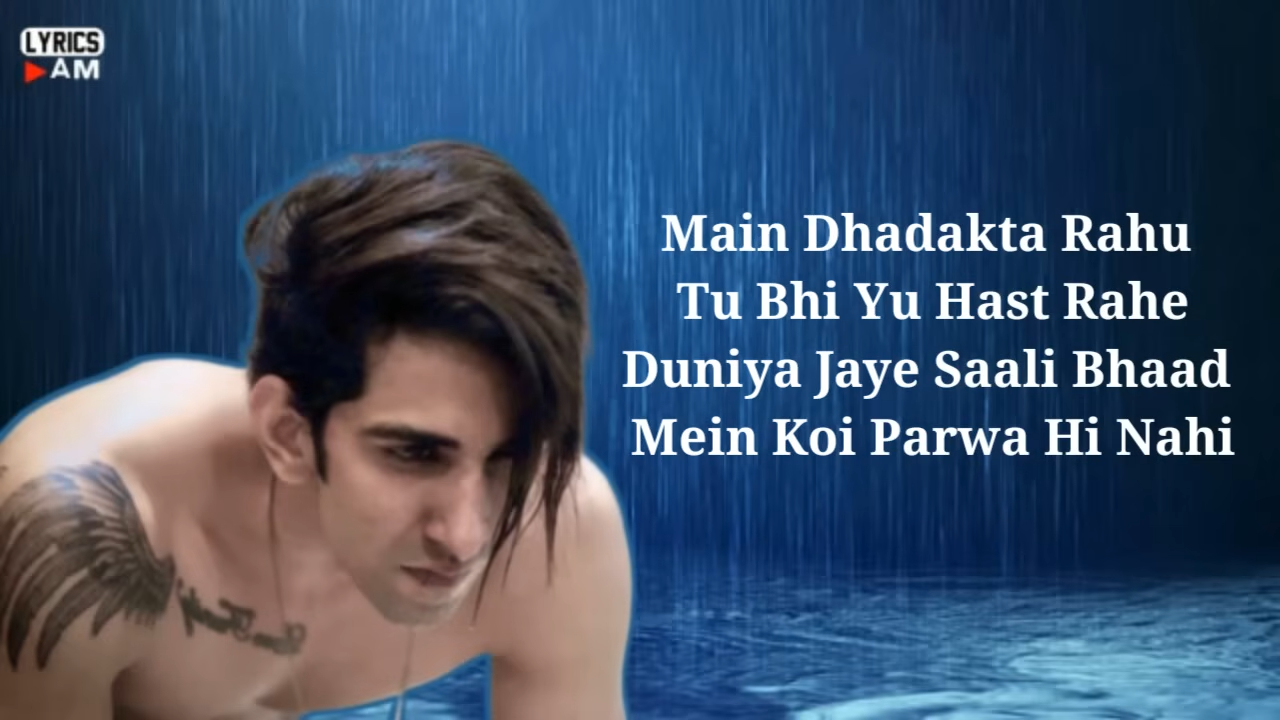 LYRICS
AM
Main Dhadakta Rahu
Tu Bhi Yu Hast Rahe
Duniya Jaye Saali Bhaad
Mein Koi Parwa Hi Nahi